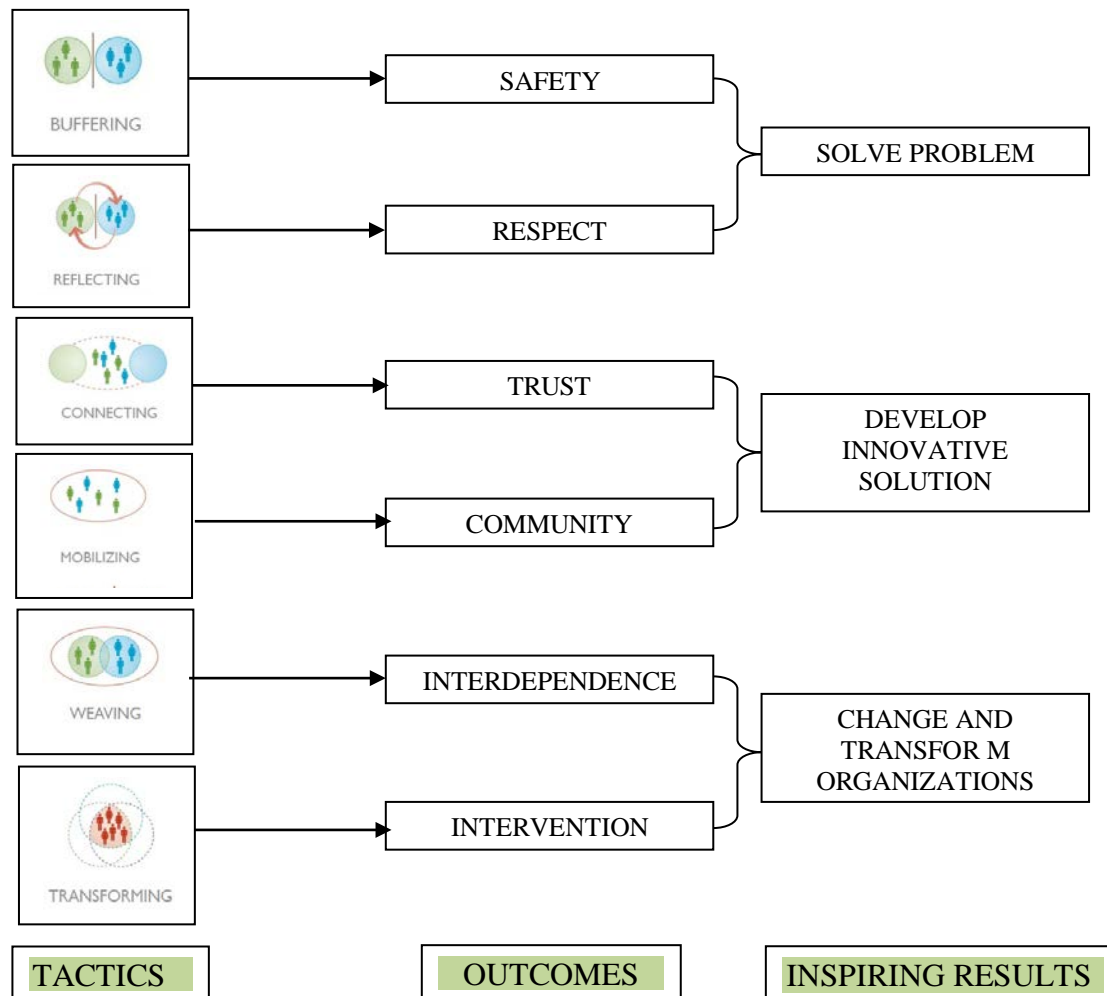 BUFFERING
SAFETY
SOLVE PROBLEM
REFLECTING
RESPECT
CONNECTING
TRUST
DEVELOP
INNOVATIVE
SOLUTION
MOBILIZING
.
COMMUNITY
WEAVING
INTERDEPENDENCE
CHANGE AND
TRANSFOR M
ORGANIZATIONS
TRANSFORMING
INTERVENTION
TACTICS
OUTCOMES
INSPIRING RESULTS